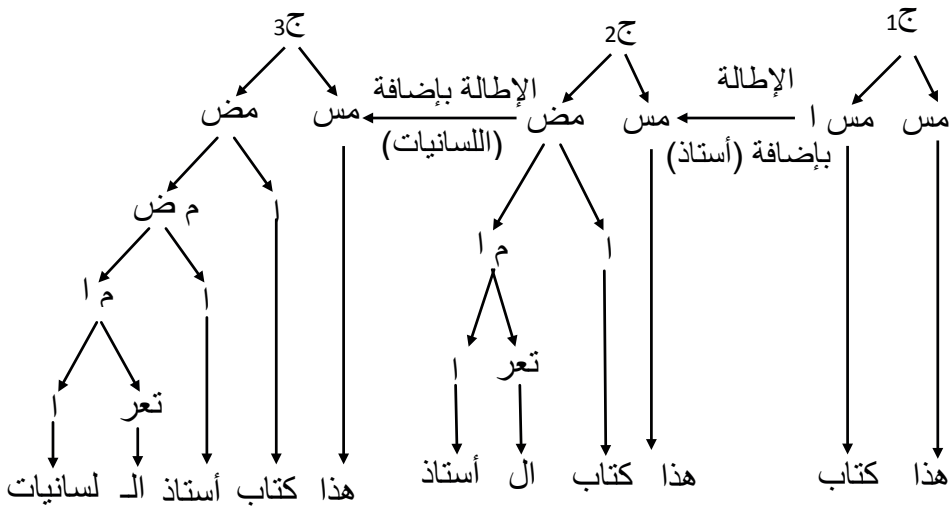 ج1 ج2 ج3
الإطالة الإطالة بإضافة
مس مس ا مس مض مس مض
بإضافة (أستاذ) (اللسانيات)
ا م ا ا م ض
ا م ا
تعر ا
تعر ا
هذا كتاب هذا كتاب ال أستاذ هذا كتاب أستاذ الـ لسانيات